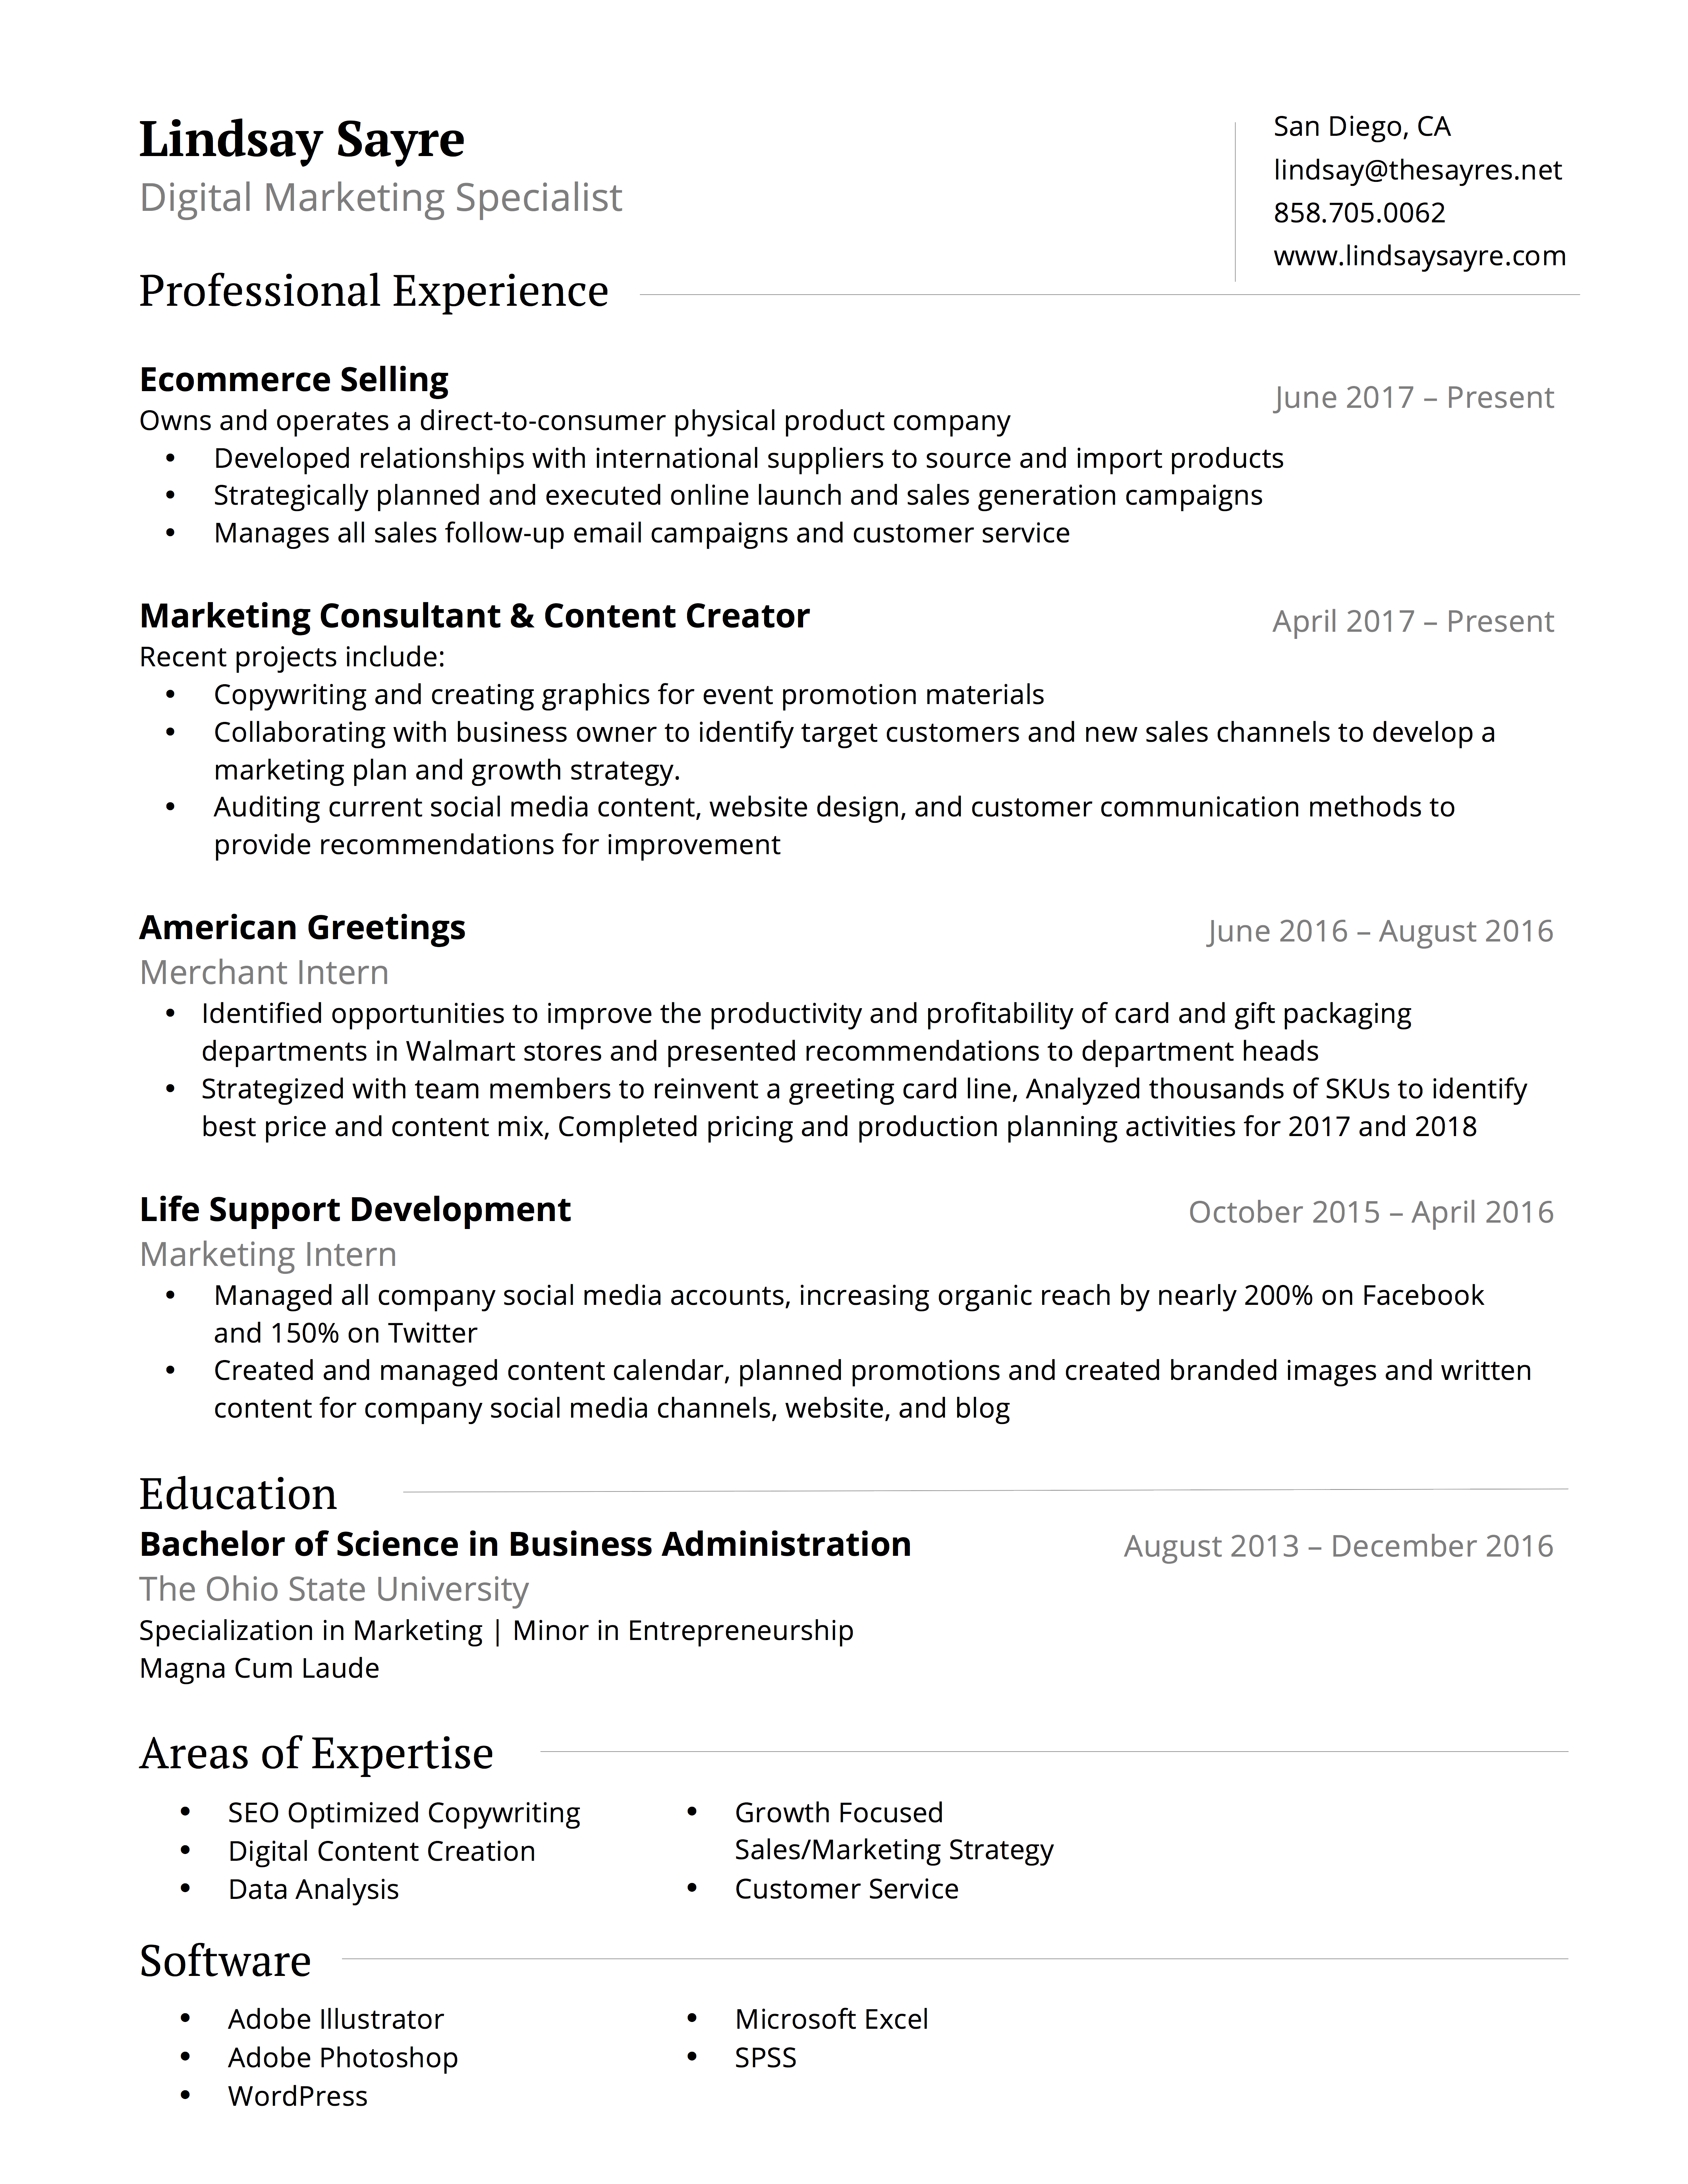 Lindsay Sayre
Digital Marketing Specialist
San Diego, CA
lindsay@thesayres.net
858.705.0062
www.lindsaysayre.com
Professional Experience
Ecommerce Selling
June 2017 – Present
Owns and operates a direct-to-consumer physical product company
• Developed relationships with international suppliers to source and import products
• Strategically planned and executed online launch and sales generation campaigns
• Manages all sales follow-up email campaigns and customer service
Marketing Consultant & Content Creator
April 2017 – Present
Recent projects include:
• Copywriting and creating graphics for event promotion materials
• Collaborating with business owner to identify target customers and new sales channels to develop a
marketing plan and growth strategy.
• Auditing current social media content, website design, and customer communication methods to
provide recommendations for improvement
American Greetings
June 2016 – August 2016
Merchant Intern
• Identified opportunities to improve the productivity and profitability of card and gift packaging
departments in Walmart stores and presented recommendations to department heads
• Strategized with team members to reinvent a greeting card line, Analyzed thousands of SKUs to identify
best price and content mix, Completed pricing and production planning activities for 2017 and 2018
Life Support Development
October 2015 – April 2016
Marketing Intern
• Managed all company social media accounts, increasing organic reach by nearly 200% on Facebook
and 150% on Twitter
• Created and managed content calendar, planned promotions and created branded images and written
content for company social media channels, website, and blog
Education
Bachelor of Science in Business Administration
August 2013 – December 2016
The Ohio State University
Specialization in Marketing | Minor in Entrepreneurship
Magna Cum Laude
Areas of Expertise
• SEO Optimized Copywriting
• Digital Content Creation
• Data Analysis
• Growth Focused
Sales/Marketing Strategy
• Customer Service
Software
• Adobe Illustrator
• Adobe Photoshop
• WordPress
• Microsoft Excel
• SPSS